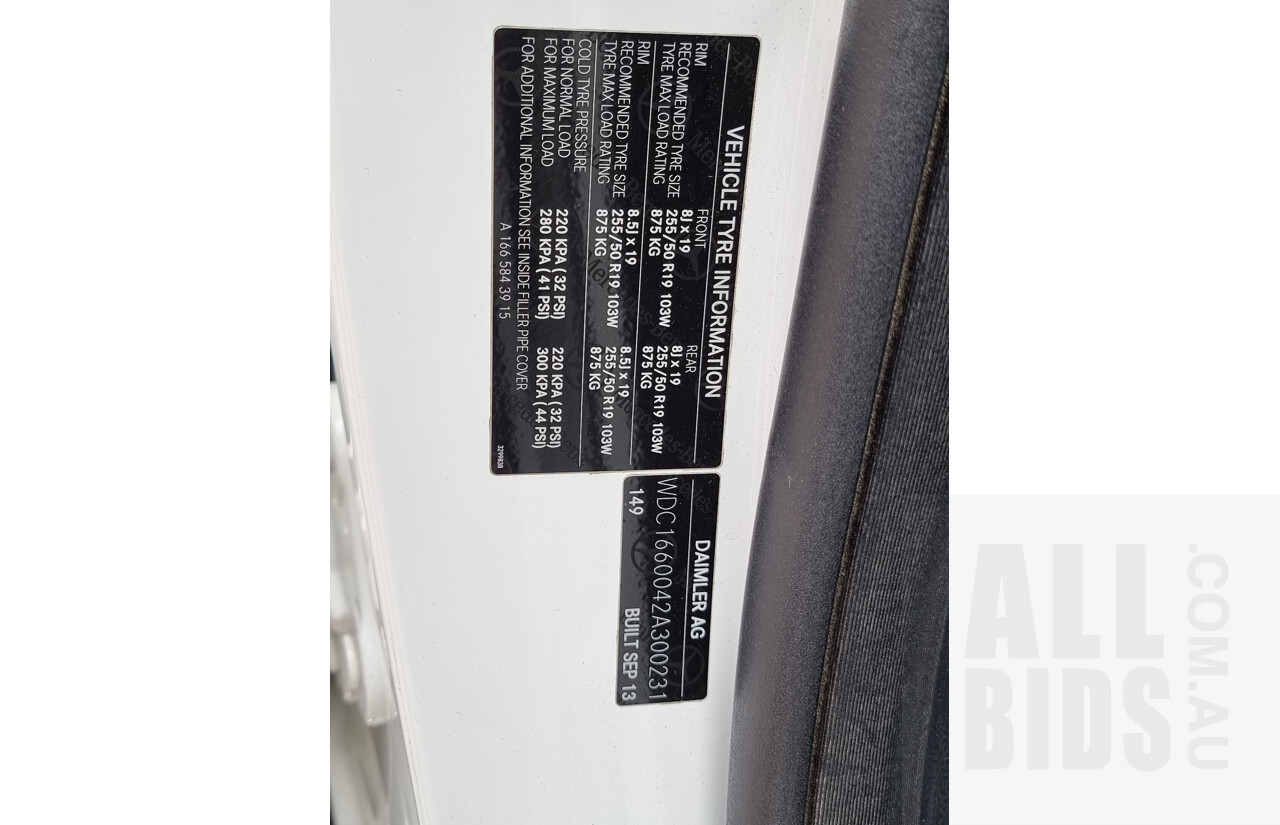 VEHICLE TYRE INFORMATION
FRONT REAR
RIM 8J x 19 8J x 19
RECOMMENDED TYRE SIZE 255/50 R19 103W 255/50 R19 103W
TYRE MAX LOAD RATING 875 KG 875 KG
RIM 8.5J x 19 8.5J x 19
RECOMMENDED TYRE SIZE 255/50 R19 103W 255/50 R19 103W
TYRE MAX LOAD RATING 875 KG 875 KG
COLD TYRE PRESSURE
FOR NORMAL LOAD 220 KPA ( 32 PSI) 220 KPA ( 32 PSI)
FOR MAXIMUM LOAD 280 KPA ( 41 PSI) 300 KPA ( 44 PSI)
FOR ADDITIONAL INFORMATION SEE INSIDE FILLER PIPE COVER
A 166 584 39 15
3299838
DAIMLER AG
WDC1660042A300231
149 BUILT SEP 13
ALL
BIDS
.COM.AU